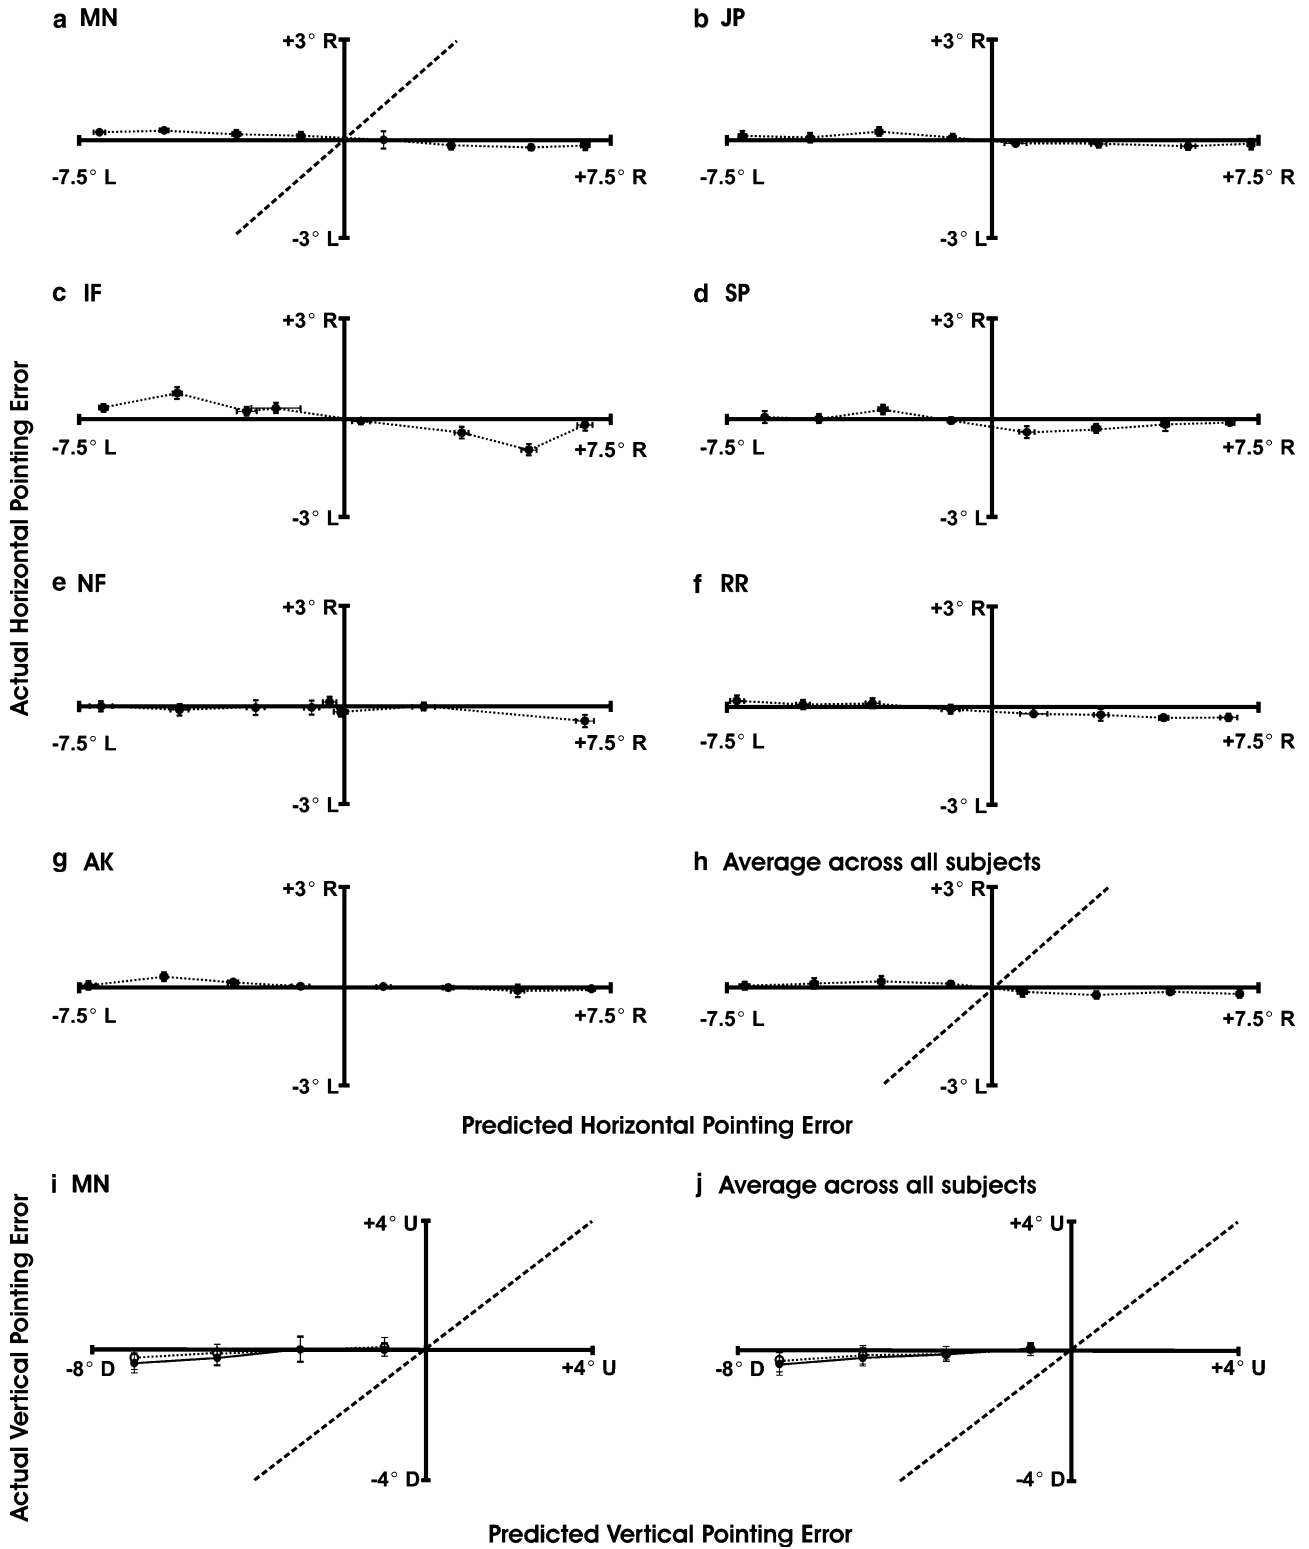 a MN
b JP
+3° R
+3° R
-7.5° L
+7.5° R
-7.5° L
+7.5° R
-3° L
-3° L
c IF
d SP
+3° R
+3° R
-7.5° L
+7.5° R
-7.5° L
+7.5° R
-3° L
-3° L
Actual Horizontal Pointing Error
e NF
f RR
+3° R
+3° R
-7.5° L
+7.5° R
-7.5° L
+7.5° R
-3° L
-3° L
g AK
h Average across all subjects
+3° R
+3° R
-7.5° L
+7.5° R
-7.5° L
+7.5° R
-3° L
-3° L
Predicted Horizontal Pointing Error
i MN
j Average across all subjects
+4° U
+4° U
-8° D
+4° U
-8° D
+4° U
-4° D
-4° D
Actual Vertical Pointing Error
Predicted Vertical Pointing Error